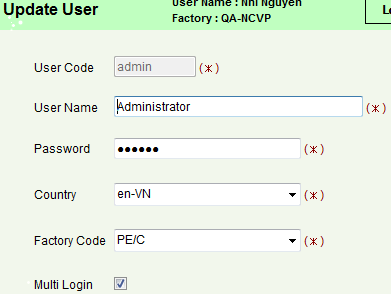 Update User
User Name : Nhi Nguyen
Factory : QA-NCVP
User Code admin (*)
User Name Administrator (*)
Password •••••• (*)
Country en-VN (*)
Factory Code PE/C (*)
Multi Login